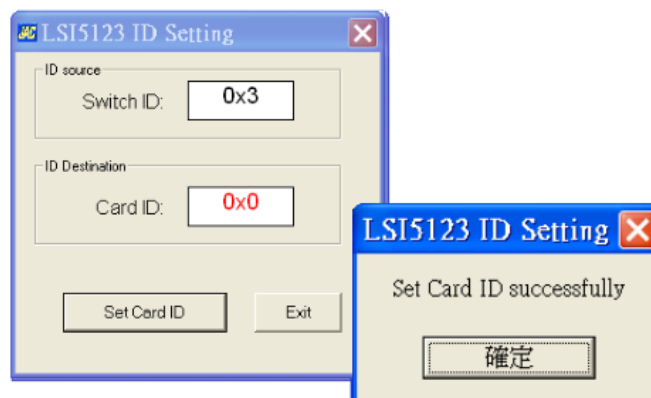 JAC LSI5123 ID Setting
ID source
Switch ID: 0x3
ID Destination
Card ID: 0x0
Set Card ID Exit
LSI5123 ID Setting
Set Card ID successfully
確定